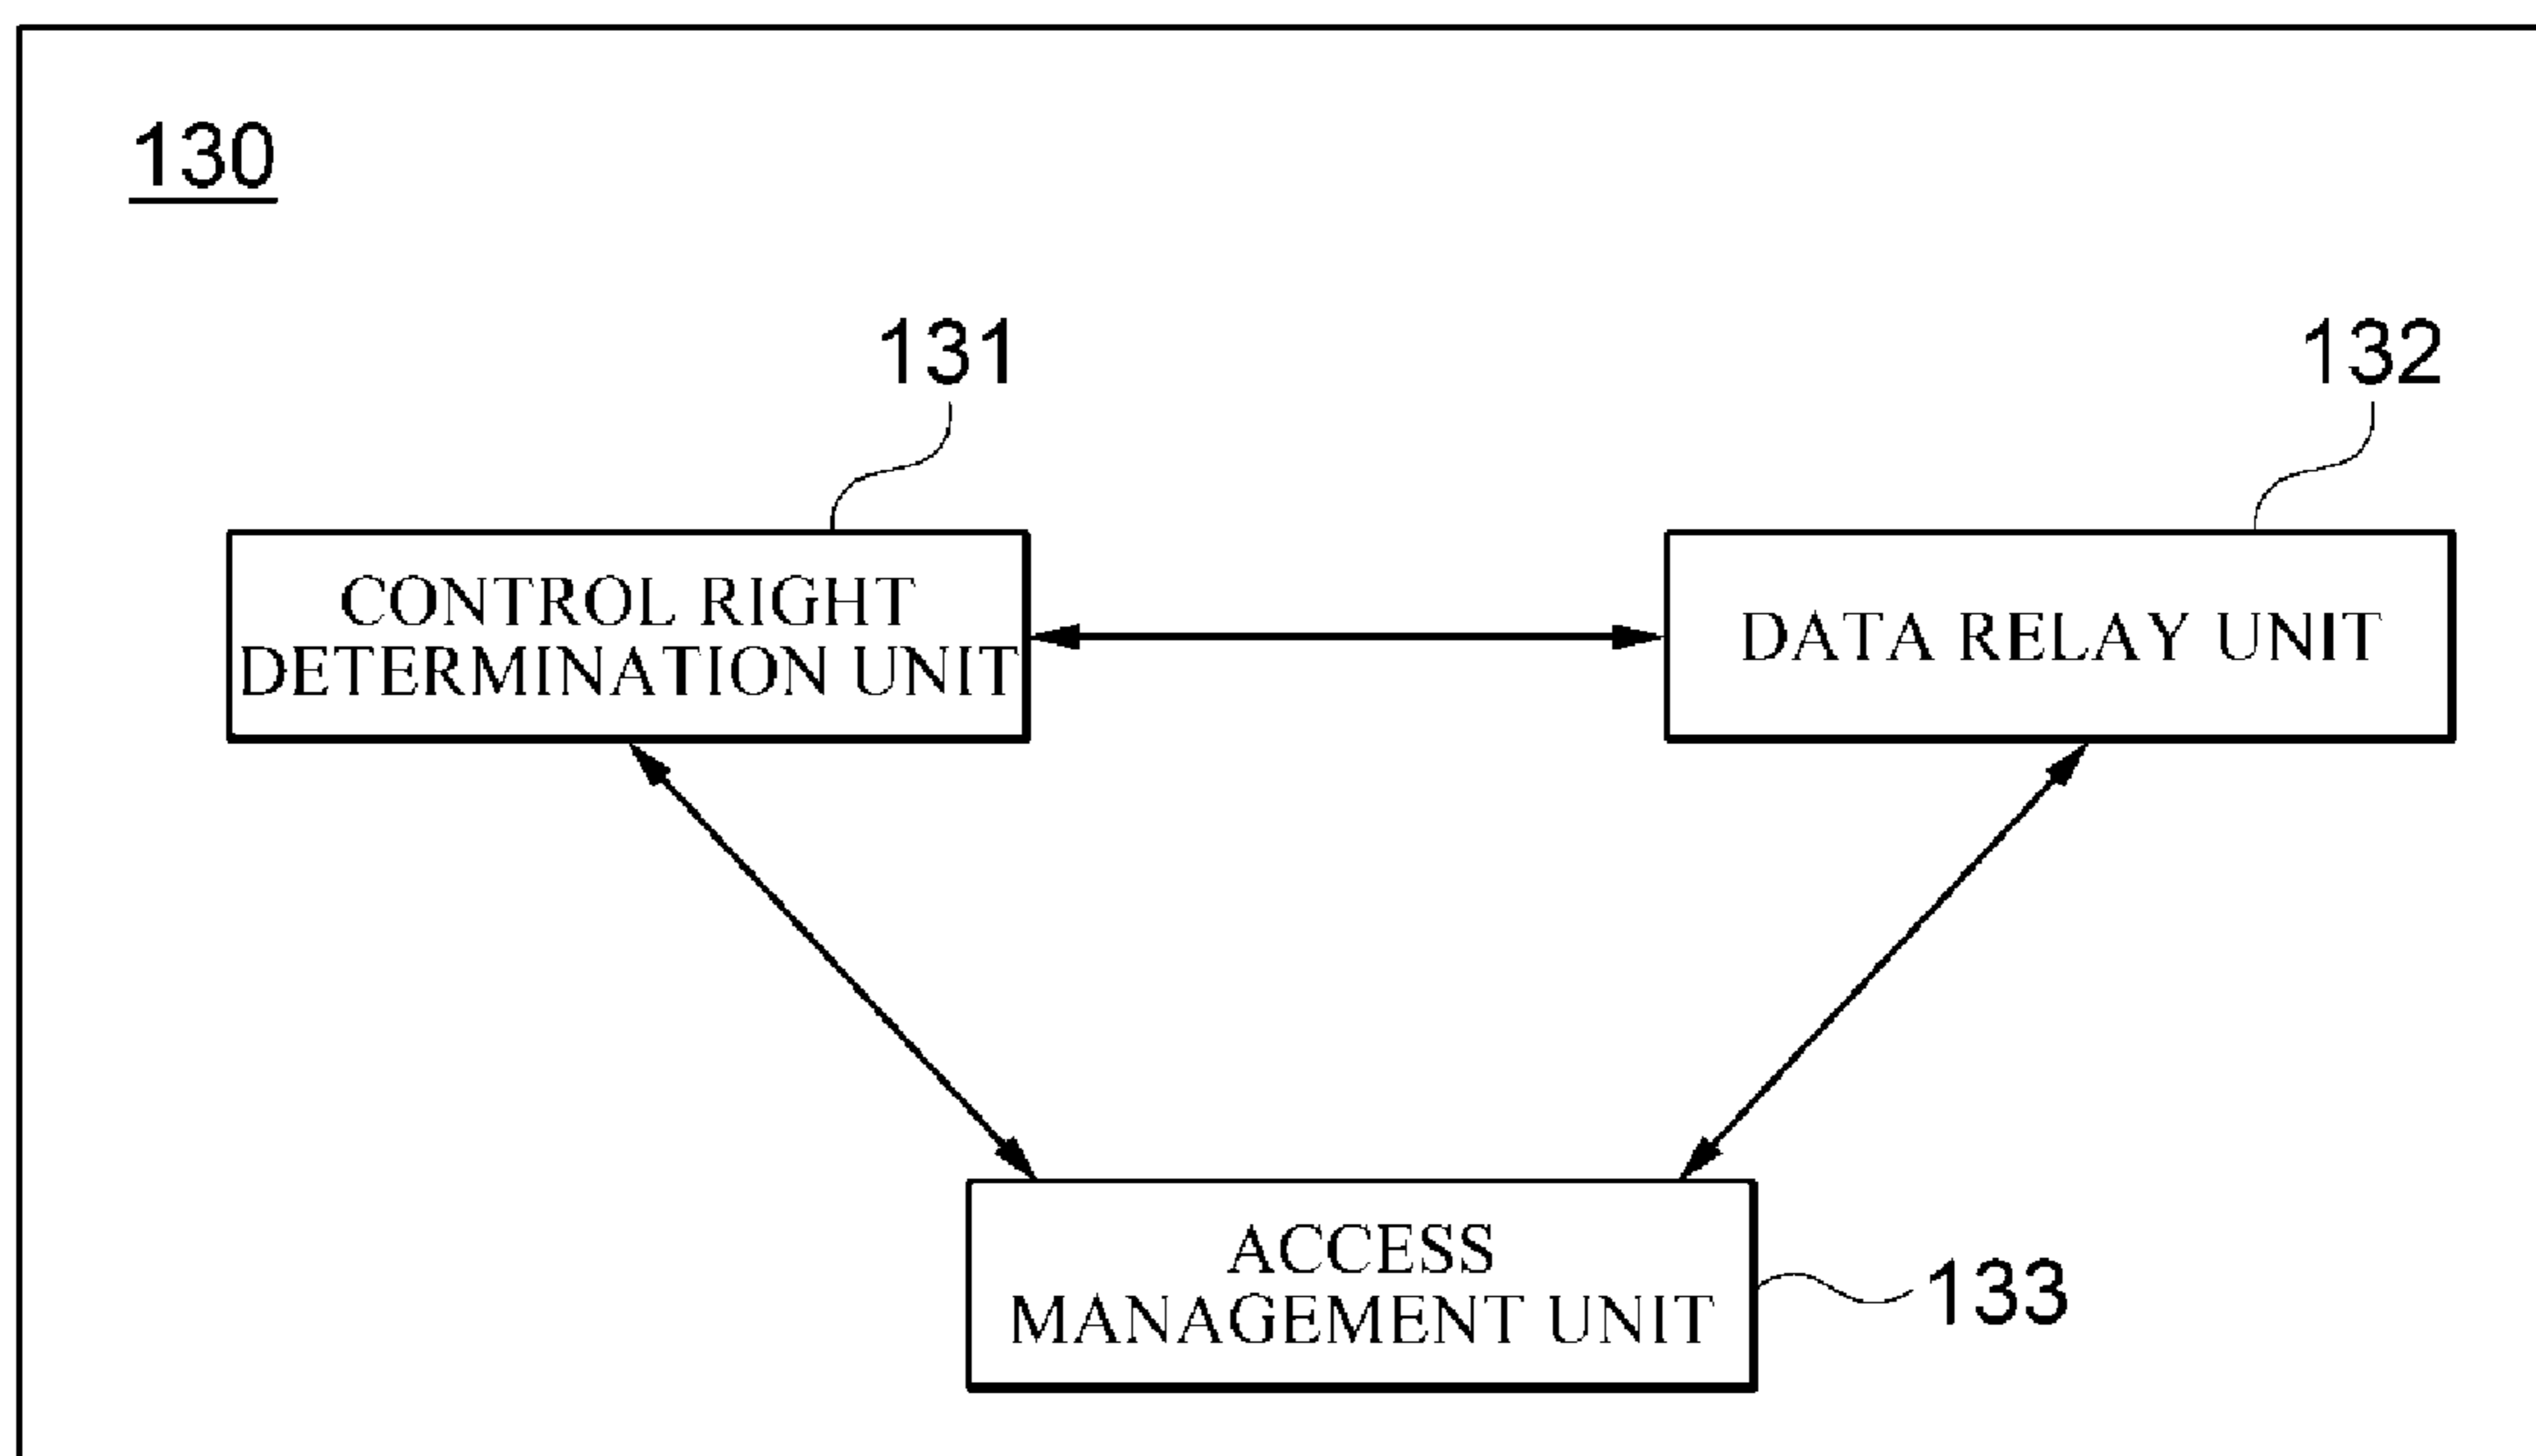 130
131
132
CONTROL RIGHT
DETERMINATION UNIT
DATA RELAY UNIT
ACCESS
MANAGEMENT UNIT
133